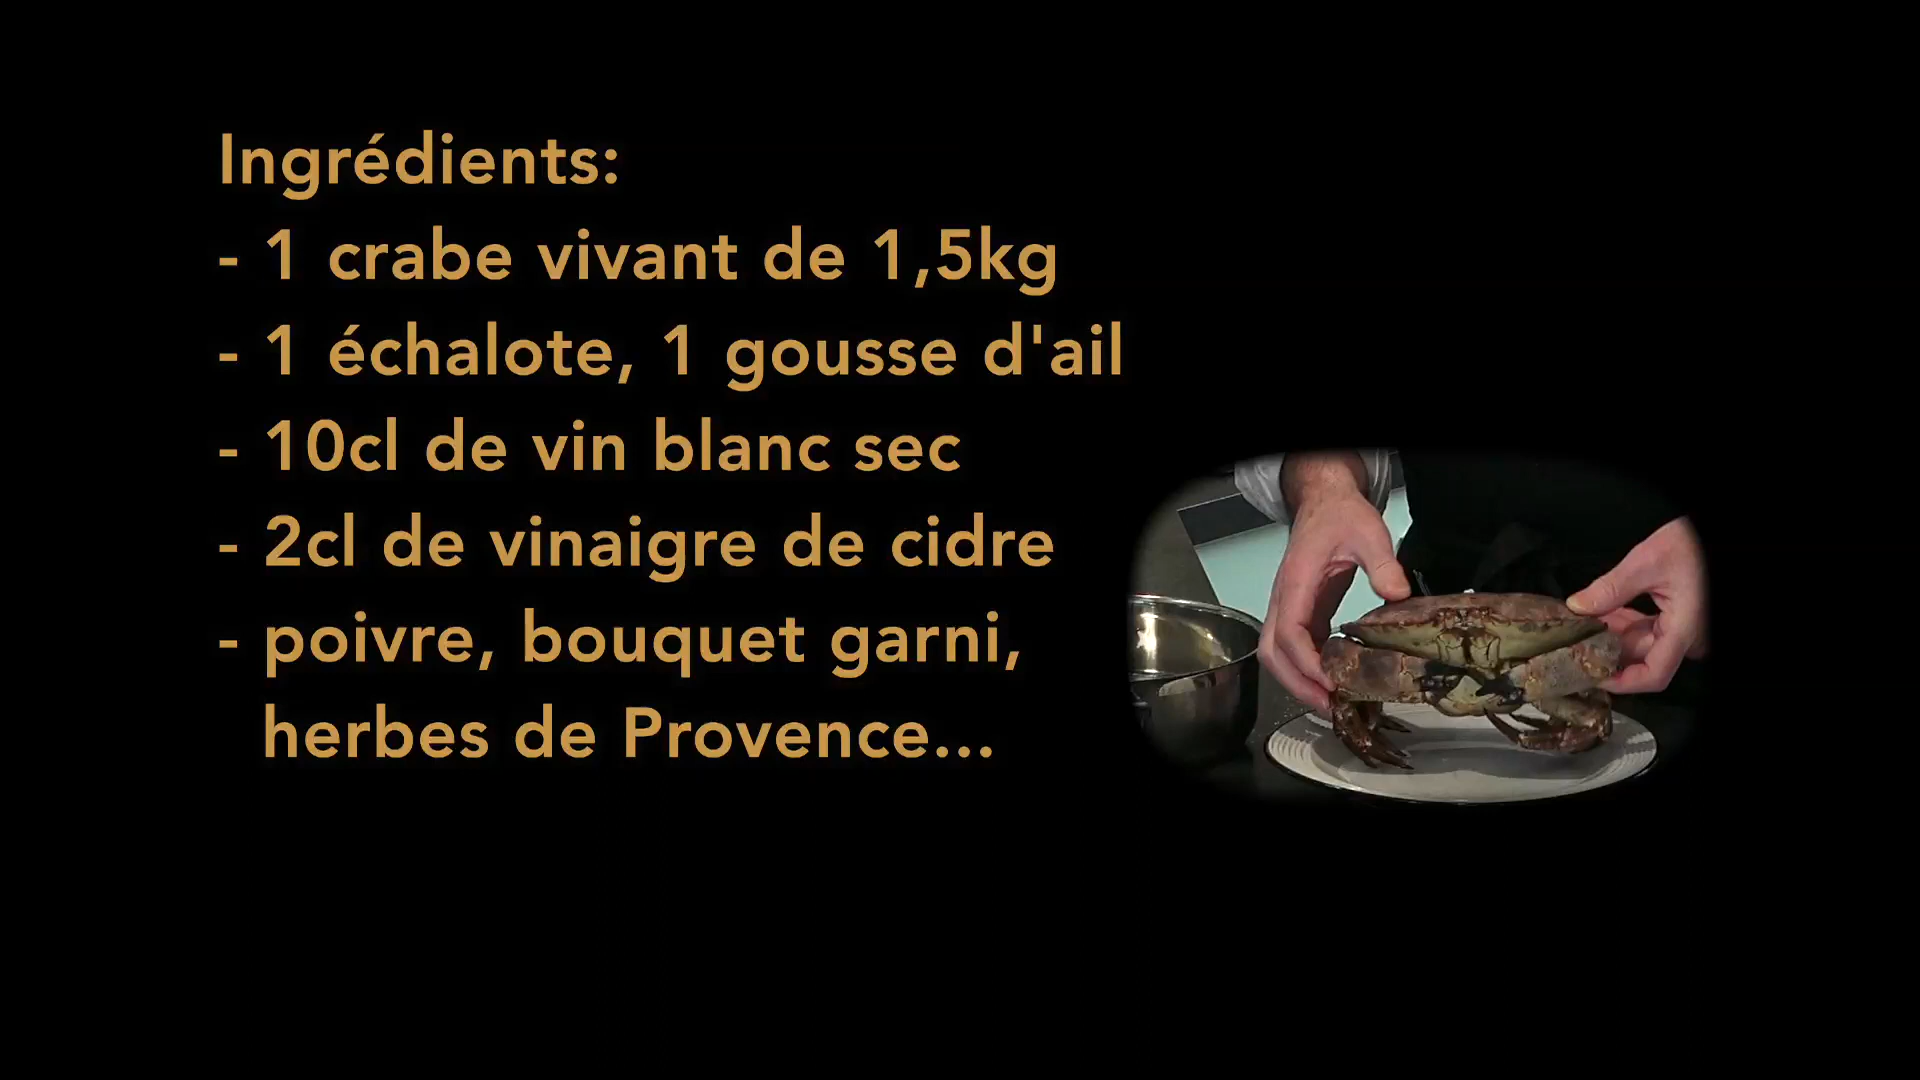 Ingrédients:
- 1 crabe vivant de 1,5kg
- 1 échalote, 1 gousse d'ail
- 10cl de vin blanc sec
- 2cl de vinaigre de cidre
- poivre, bouquet garni,
herbes de Provence...